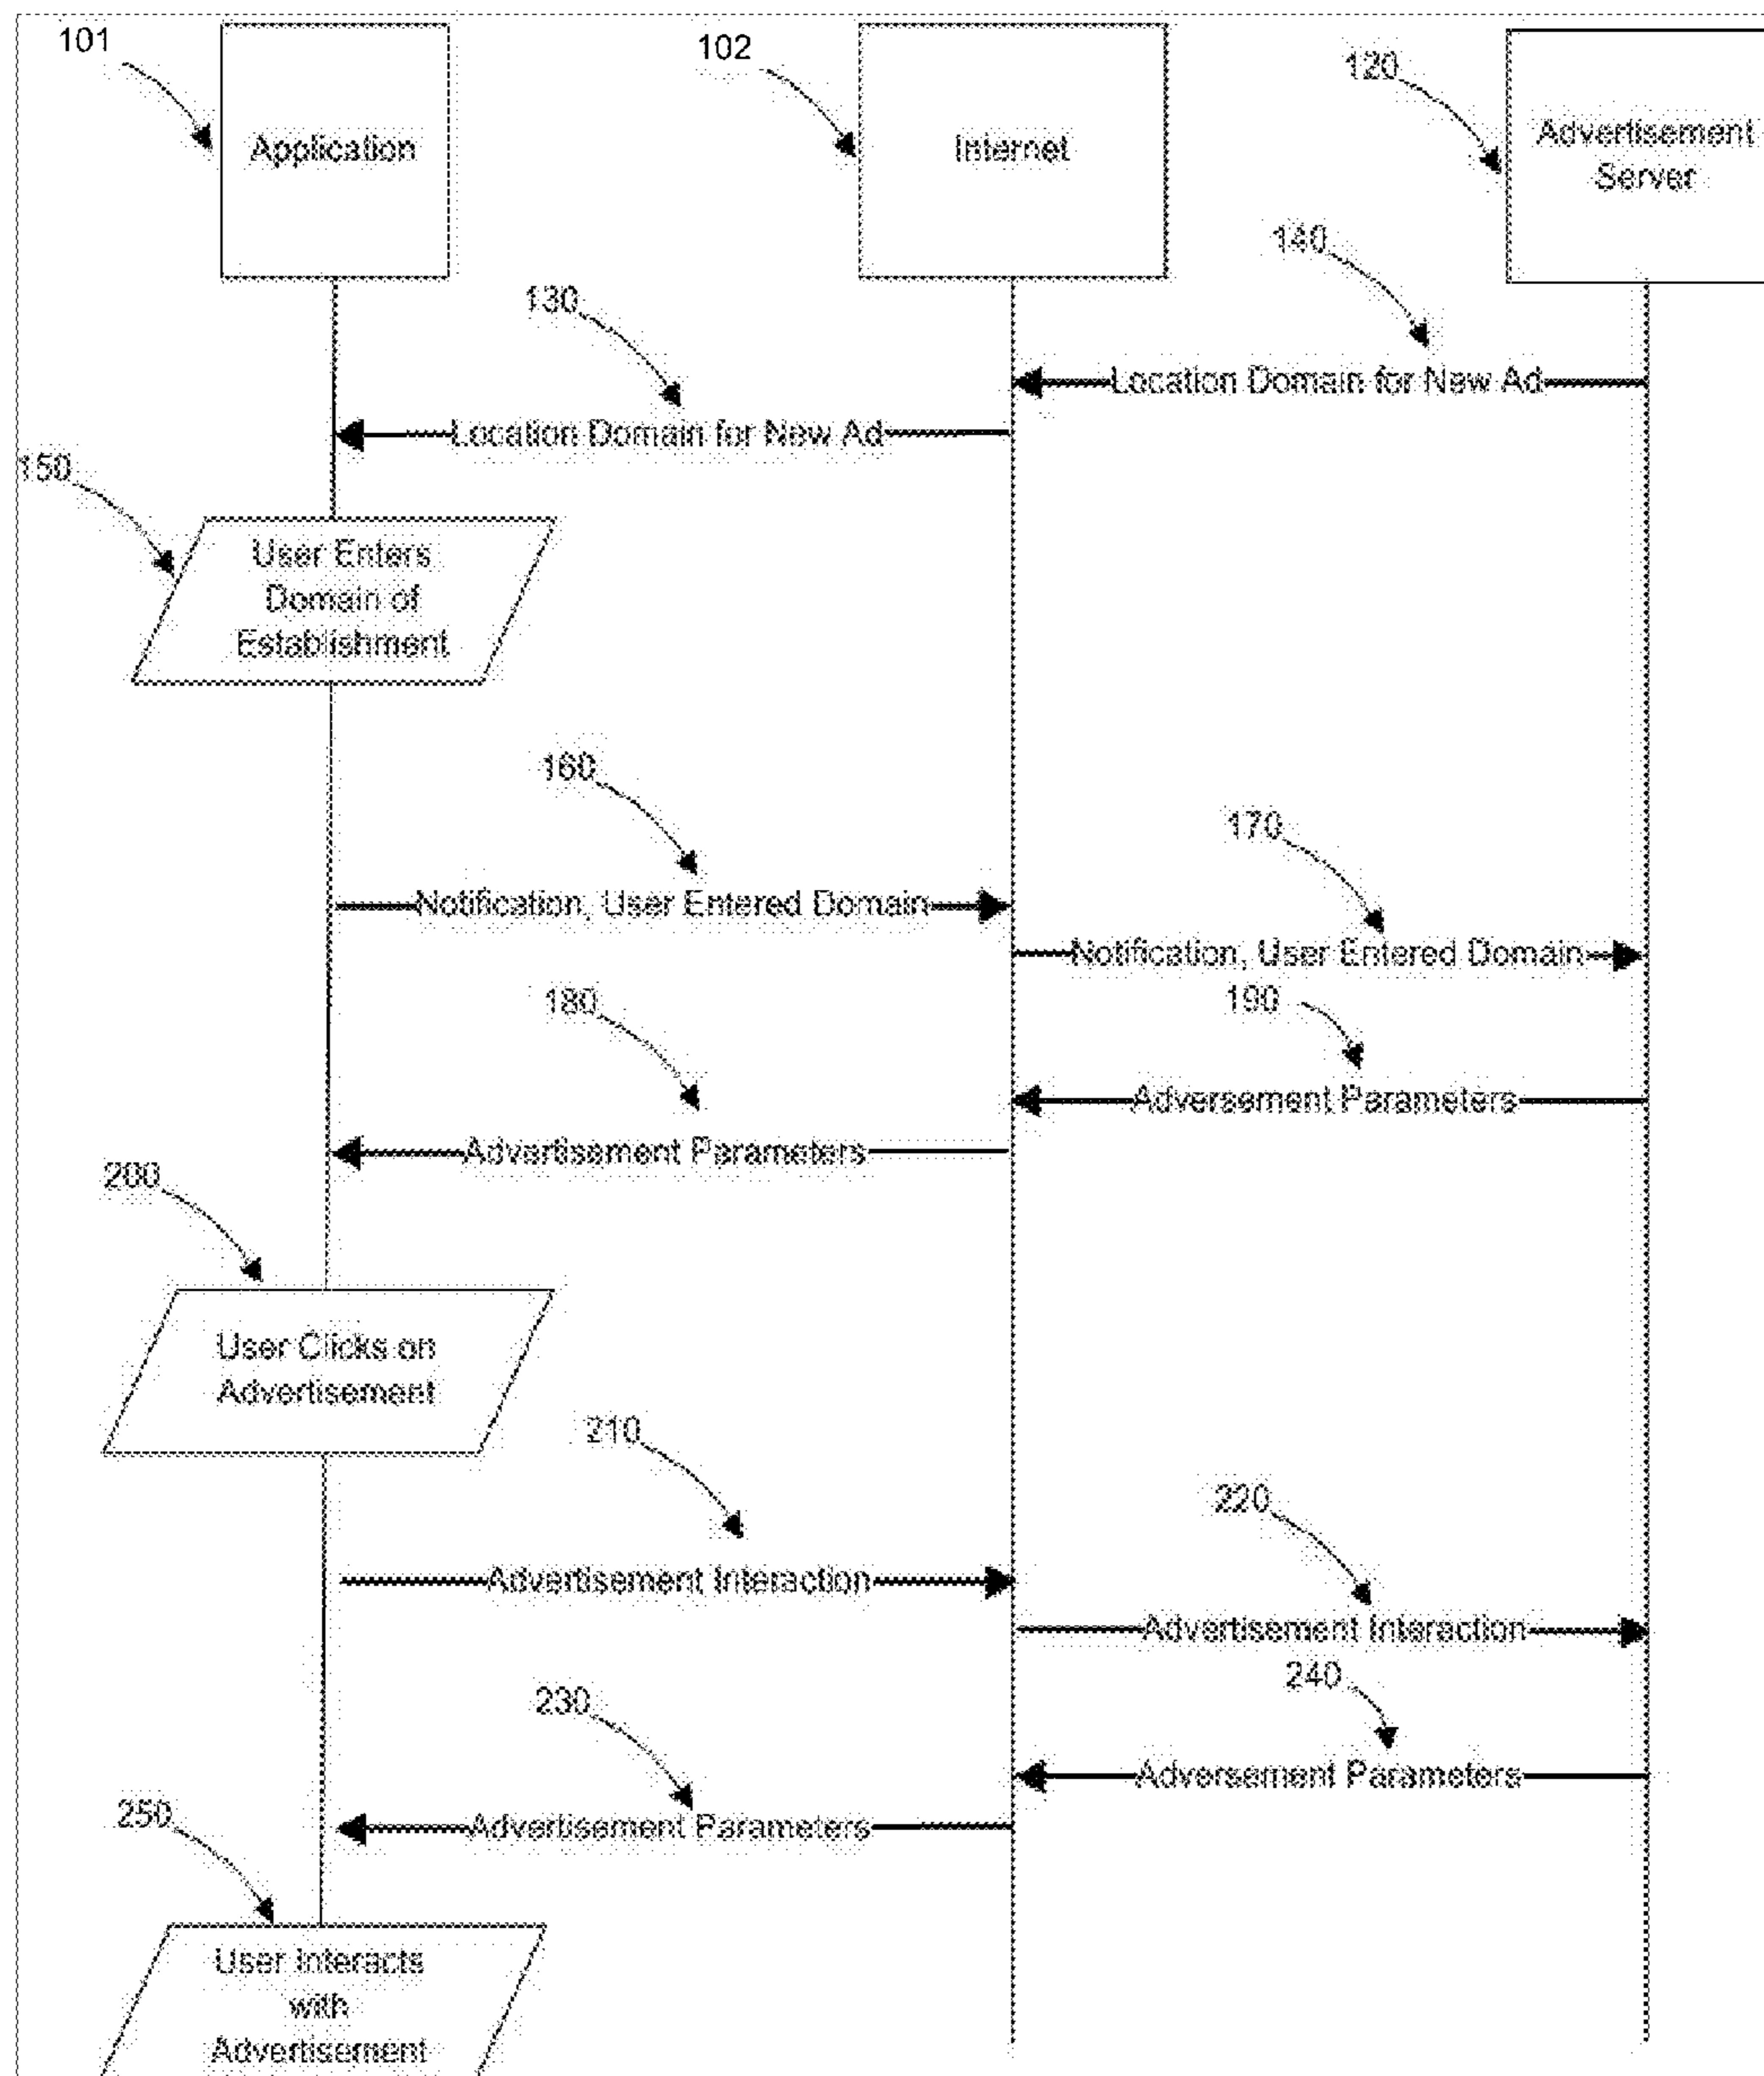 101
102
120
Application
Internet
Advertisement
Server
140
130
Location Domain for New Ad
Location Domain for New Ad
150
User Enters
Domain of
Establishment
160
170
Notification, User Entered Domain
Notification, User Entered Domain
180
190
Adversement Parameters
Advertisement Parameters
200
User Clicks on
Advertisement
210
220
Advertisement Interaction
Advertisement Interaction
240
230
Adversement Parameters
Advertisement Parameters
250
User Interacts
with
Advertisement